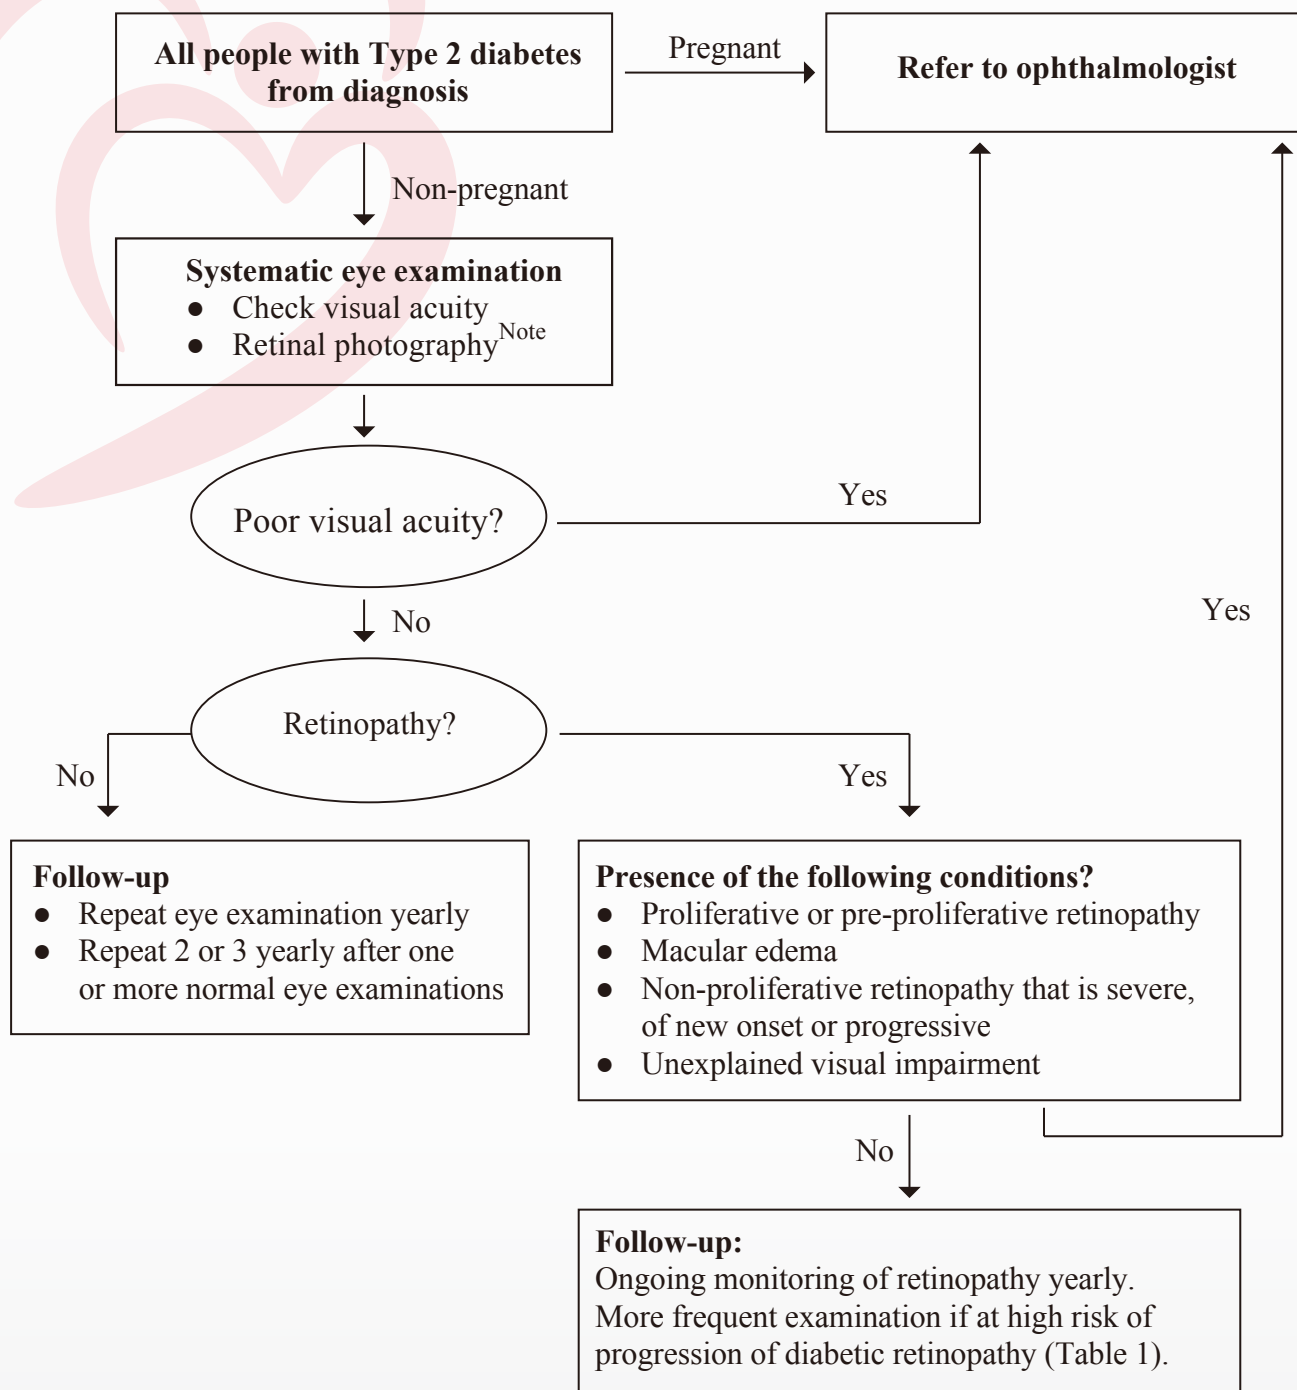 All people with Type 2 diabetes
from diagnosis
Pregnant
Refer to ophthalmologist
Non-pregnant
Systematic eye examination
● Check visual acuity
● Retinal photographyNote
Poor visual acuity?
Yes
No
Retinopathy?
Yes
No
Yes
Follow-up
● Repeat eye examination yearly
● Repeat 2 or 3 yearly after one
or more normal eye examinations
Presence of the following conditions?
● Proliferative or pre-proliferative retinopathy
● Macular edema
● Non-proliferative retinopathy that is severe,
of new onset or progressive
● Unexplained visual impairment
No
Follow-up:
Ongoing monitoring of retinopathy yearly.
More frequent examination if at high risk of
progression of diabetic retinopathy (Table 1).